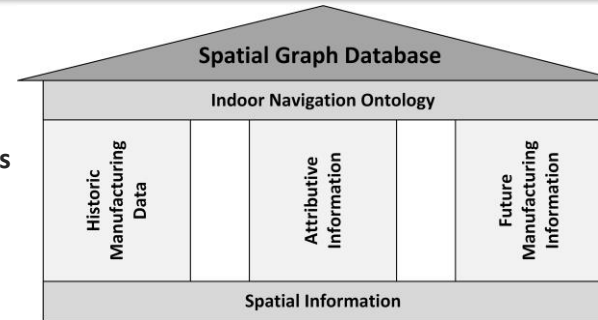 Spatial Graph Database
Indoor Navigation Ontology
s
Historic
Manufacturing
Data
Attributive
Information
Future
Manufacturing
Information
Spatial Information